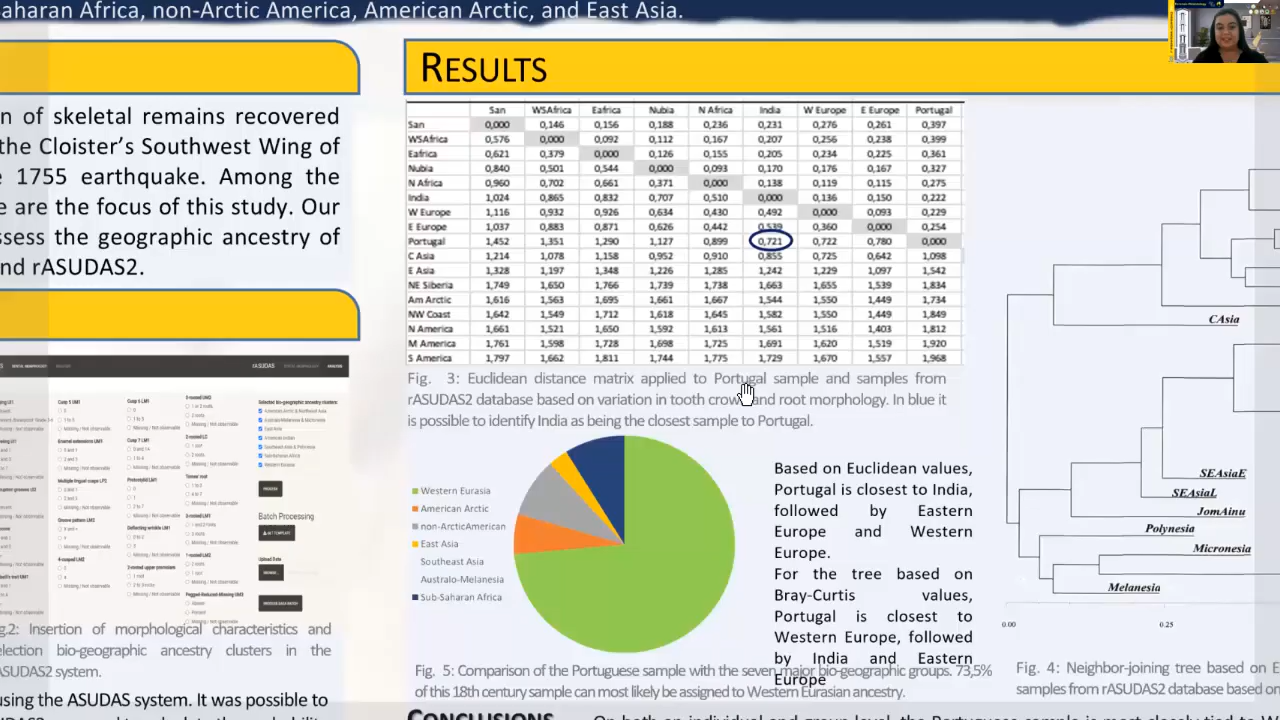 saharan Africa, non-Arctic America, American Arctic, and East Asia.
RESULTS
n of skeletal remains recovered
the Cloister's Southwest Wing of
e 1755 earthquake. Among the
e are the focus of this study. Our
ssess the geographic ancestry of
nd rASUDAS2.
San WSAfrica Eafrica Nubia N Africa India W Europe E Europe Portugal
San 0,000 0,146 0,156 0,188 0,236 0,231 0,276 0,261 0,397
WSAfrica 0,576 0,000 0,092 0,112 0,167 0,207 0,256 0,238 0,399
Eafrica 0,621 0,379 0,000 0,126 0,155 0,205 0,234 0,225 0,361
Nubia 0,840 0,501 0,544 0,000 0,093 0,170 0,176 0,167 0,327
N Africa 0,960 0,702 0,661 0,371 0,000 0,138 0,119 0,115 0,275
India 1,024 0,865 0,832 0,707 0,510 0,000 0,136 0,150 0,222
W Europe 1,116 0,932 0,926 0,634 0,430 0,492 0,000 0,093 0,229
E Europe 1,037 0,883 0,871 0,626 0,442 0,539 0,360 0,000 0,254
Portugal 1,452 1,351 1,290 1,127 0,899 0,721 0,722 0,780 0,000
C Asia 1,214 1,078 1,158 0,952 0,910 0,855 0,725 0,642 1,098
E Asia 1,328 1,197 1,348 1,226 1,285 1,242 1,229 1,097 1,542
NE Siberia 1,749 1,650 1,766 1,739 1,738 1,663 1,655 1,539 1,834
Am Arctic 1,616 1,563 1,695 1,661 1,667 1,544 1,550 1,449 1,734
NW Coast 1,642 1,549 1,712 1,618 1,645 1,582 1,550 1,449 1,849
N America 1,661 1,521 1,650 1,592 1,613 1,561 1,516 1,403 1,812
M America 1,761 1,598 1,728 1,698 1,725 1,691 1,620 1,519 1,920
S America 1,797 1,662 1,811 1,744 1,775 1,729 1,670 1,557 1,968
Fig. 3: Euclidean distance matrix applied to Portugal sample and samples from
rASUDAS2 database based on variation in tooth crown and root morphology. In blue it
is possible to identify India as being the closest sample to Portugal.
Western Eurasia
American Arctic
non-ArcticAmerican
East Asia
Southeast Asia
Australo-Melanesia
Sub-Saharan Africa
Based on Euclidean values,
Portugal is closest to India,
followed by Eastern
Europe and Western
Europe.
For the tree based on
Bray-Curtis values,
Portugal is closest to
Western Europe, followed
by India and Eastern
Europe
Fig. 5: Comparison of the Portuguese sample with the seven major bio-geographic groups. 73,5%
of this 18th century sample can most likely be assigned to Western Eurasian ancestry.
CAsia
SEAsiaE
SEAsiaL
JomAinu
Polynesia
Micronesia
Melanesia
0.00 0.25
Fig. 4: Neighbor-joining tree based on E
samples from rASUDAS2 database based on
rASUDAS
Batch Processing
g.2: Insertion of morphological characteristics and
election bio-geographic ancestry clusters in the
ASUDAS2 system.
using the ASUDAS system. It was possible to
CONCLUSIONS
On both an individual and group level, the Portuguese sample is most closely tied to W